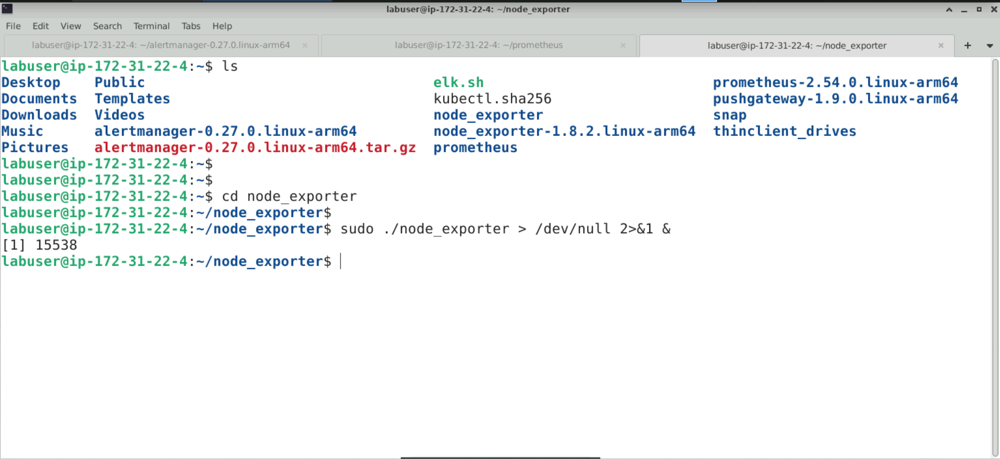 labuser@ip-172-31-22-4: ~/node_exporter
File Edit View Search Terminal Tabs Help
labuser@ip-172-31-22-4: ~/alertmanager-0.27.0.linux-arm64 × labuser@ip-172-31-22-4: ~/prometheus × labuser@ip-172-31-22-4: ~/node_exporter ×
labuser@ip-172-31-22-4:~$ ls
Desktop Public elk.sh prometheus-2.54.0.linux-arm64
Documents Templates kubectl.sha256 pushgateway-1.9.0.linux-arm64
Downloads Videos node_exporter snap
Music alertmanager-0.27.0.linux-arm64 node_exporter-1.8.2.linux-arm64 thinclient_drives
Pictures alertmanager-0.27.0.linux-arm64.tar.gz prometheus
labuser@ip-172-31-22-4:~$
labuser@ip-172-31-22-4:~$
labuser@ip-172-31-22-4:~$ cd node_exporter
labuser@ip-172-31-22-4:~/node_exporter$
labuser@ip-172-31-22-4:~/node_exporter$ sudo ./node_exporter > /dev/null 2>&1 &
[1] 15538
labuser@ip-172-31-22-4:~/node_exporter$